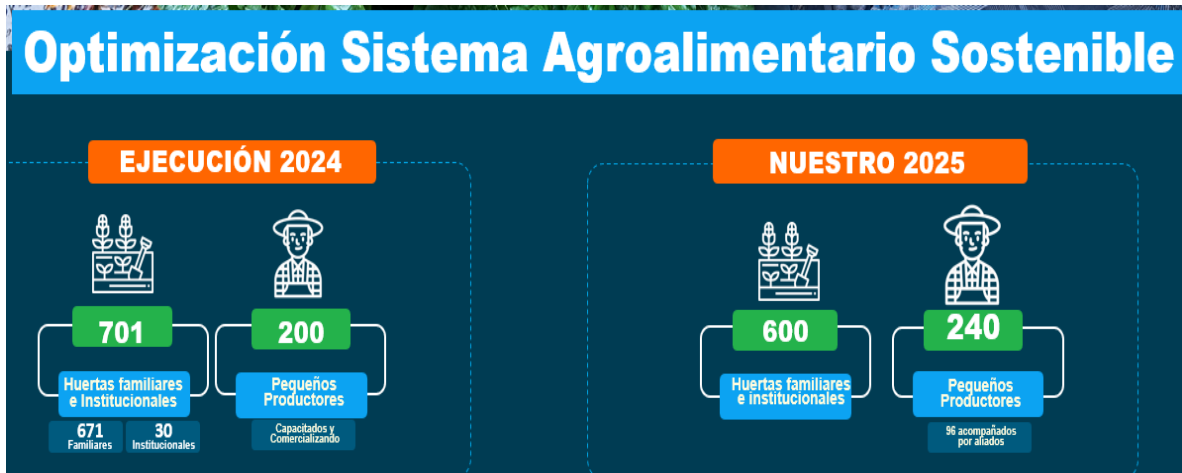 Optimización Sistema Agroalimentario Sostenible
EJECUCIÓN 2024
701
Huertas familiares
e Institucionales
671
Familiares
30
Institucionales
200
Pequeños
Productores
Capacitados y
Comercializando
NUESTRO 2025
600
Huertas familiares
e institucionales
240
Pequeños
Productores
96 acompañados
por aliados